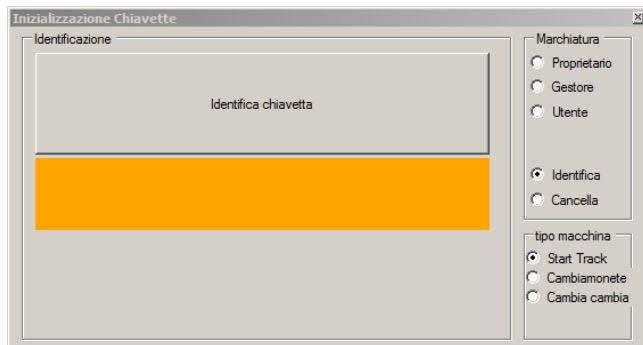 Inizializzazione Chiavette
Identificazione
Identifica chiavetta
Marchiatura
Proprietario
Gestore
Utente
Identifica
Cancella
tipo macchina
Start Track
Cambiamonete
Cambia cambia